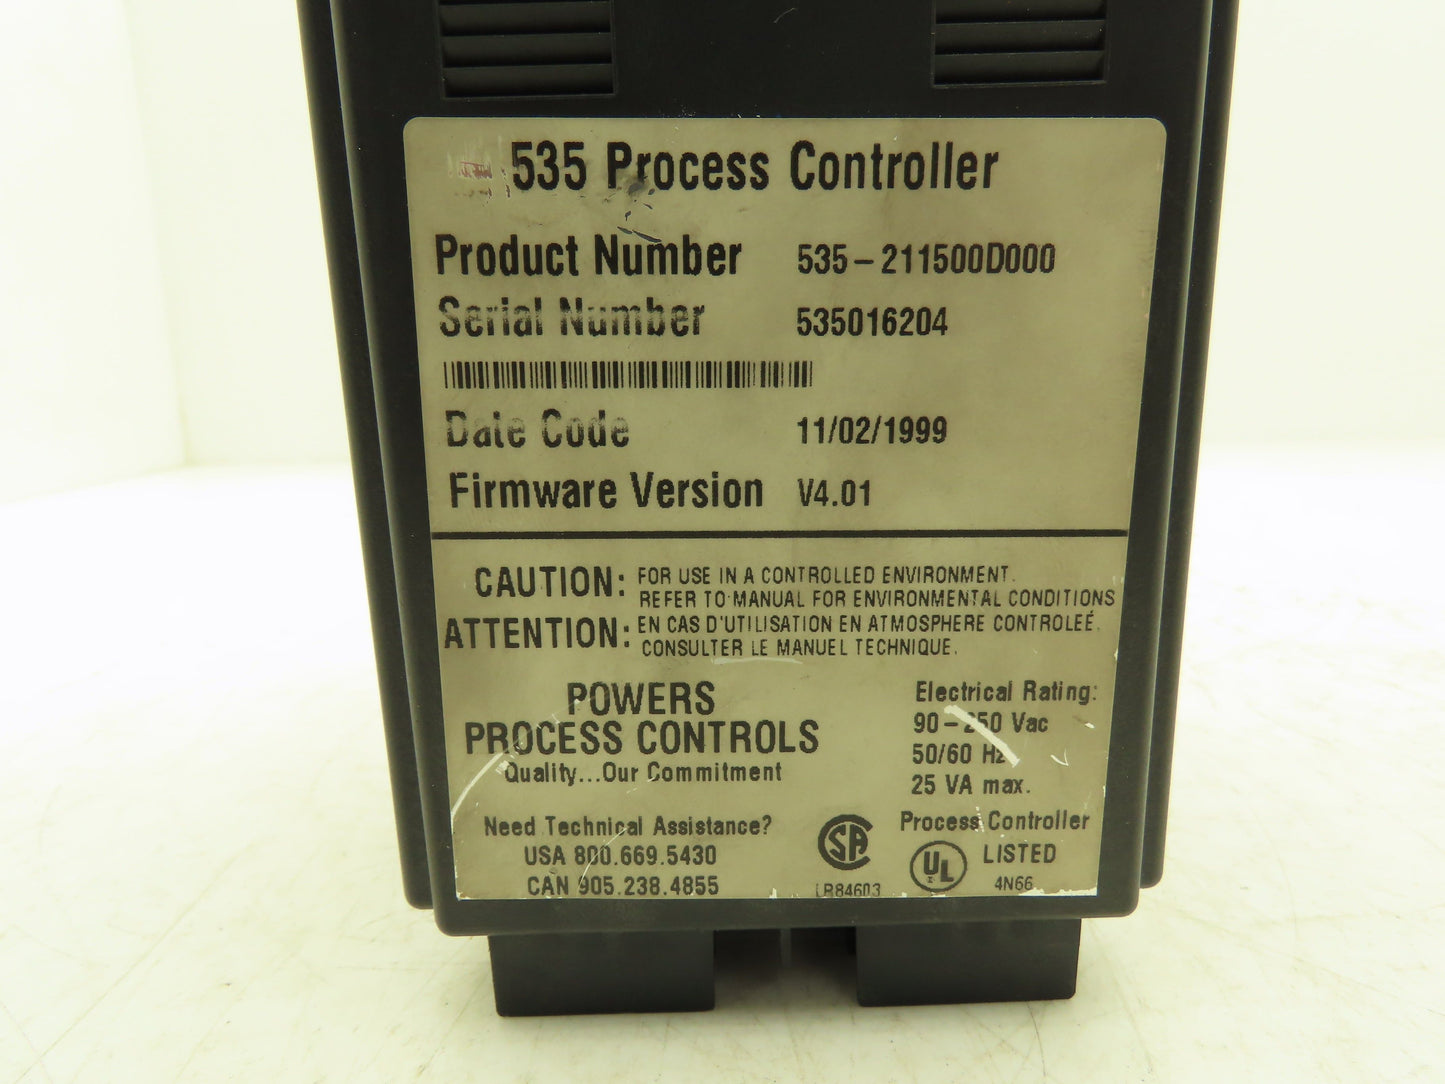 535 Process Controller
Product Number 535-211500D000
Serial Number 535016204
Date Code 11/02/1999
Firmware Version V4.01
CAUTION: FOR USE IN A CONTROLLED ENVIRONMENT.
REFER TO MANUAL FOR ENVIRONMENTAL CONDITIONS
ATTENTION: EN CAS D'UTILISATION EN ATMOSPHERE CONTROLEÉ.
CONSULTER LE MANUEL TECHNIQUE.
POWERS
PROCESS CONTROLS
Quality...Our Commitment
Need Technical Assistance?
USA 800.669.5430
CAN 905.238.4855
Electrical Rating:
90-250 Vac
50/60 Hz
25 VA max.
SA
LR84603
Process Controller
UL LISTED
4N66